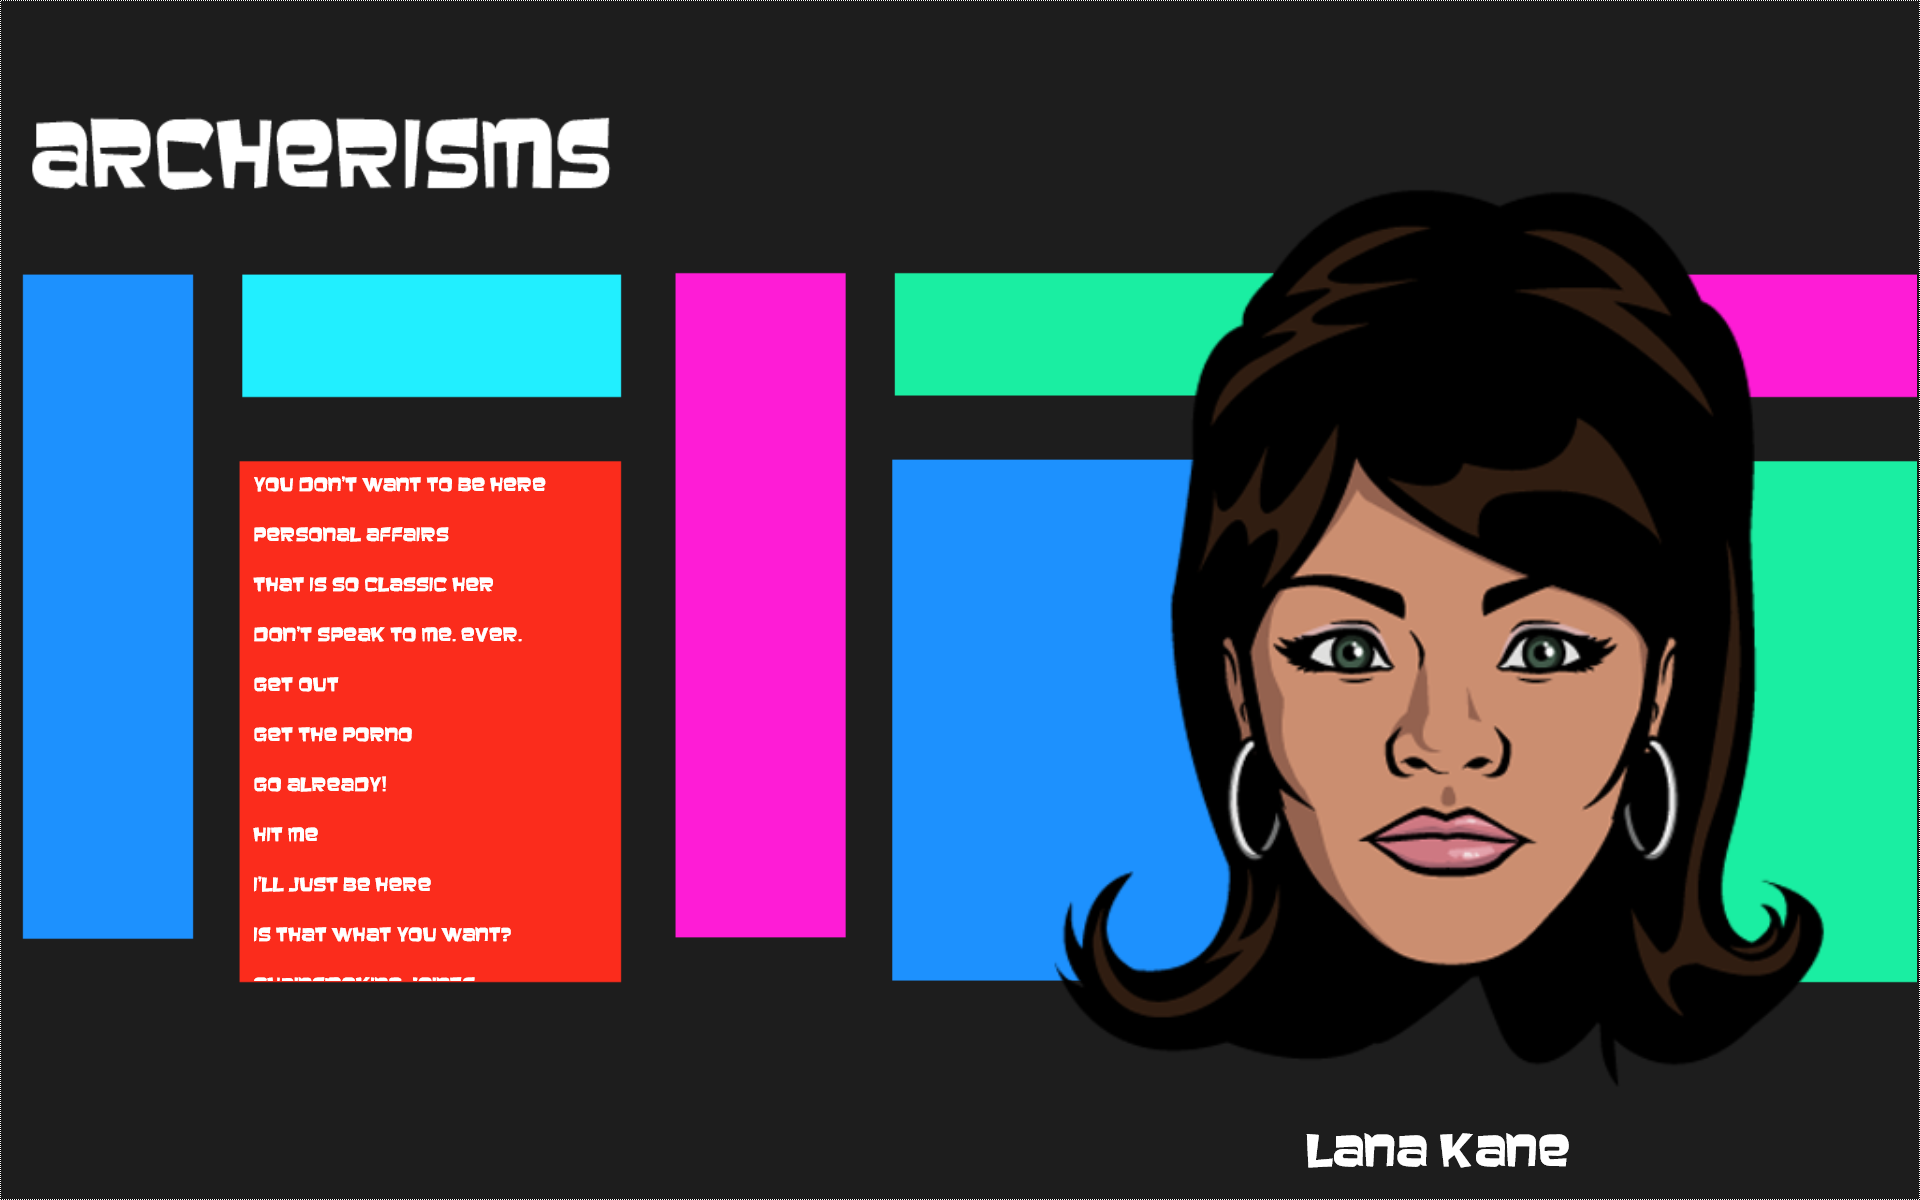 ARCHERISMS
YOU DON'T WANT TO BE HERE
PERSONAL AFFAIRS
THAT IS SO CLASSIC HER
DON'T SPEAK TO ME. EVER.
GET OUT
GET THE PORNO
GO ALREADY!
HIT ME
I'LL JUST BE HERE
IS THAT WHAT YOU WANT?
LANA KANE